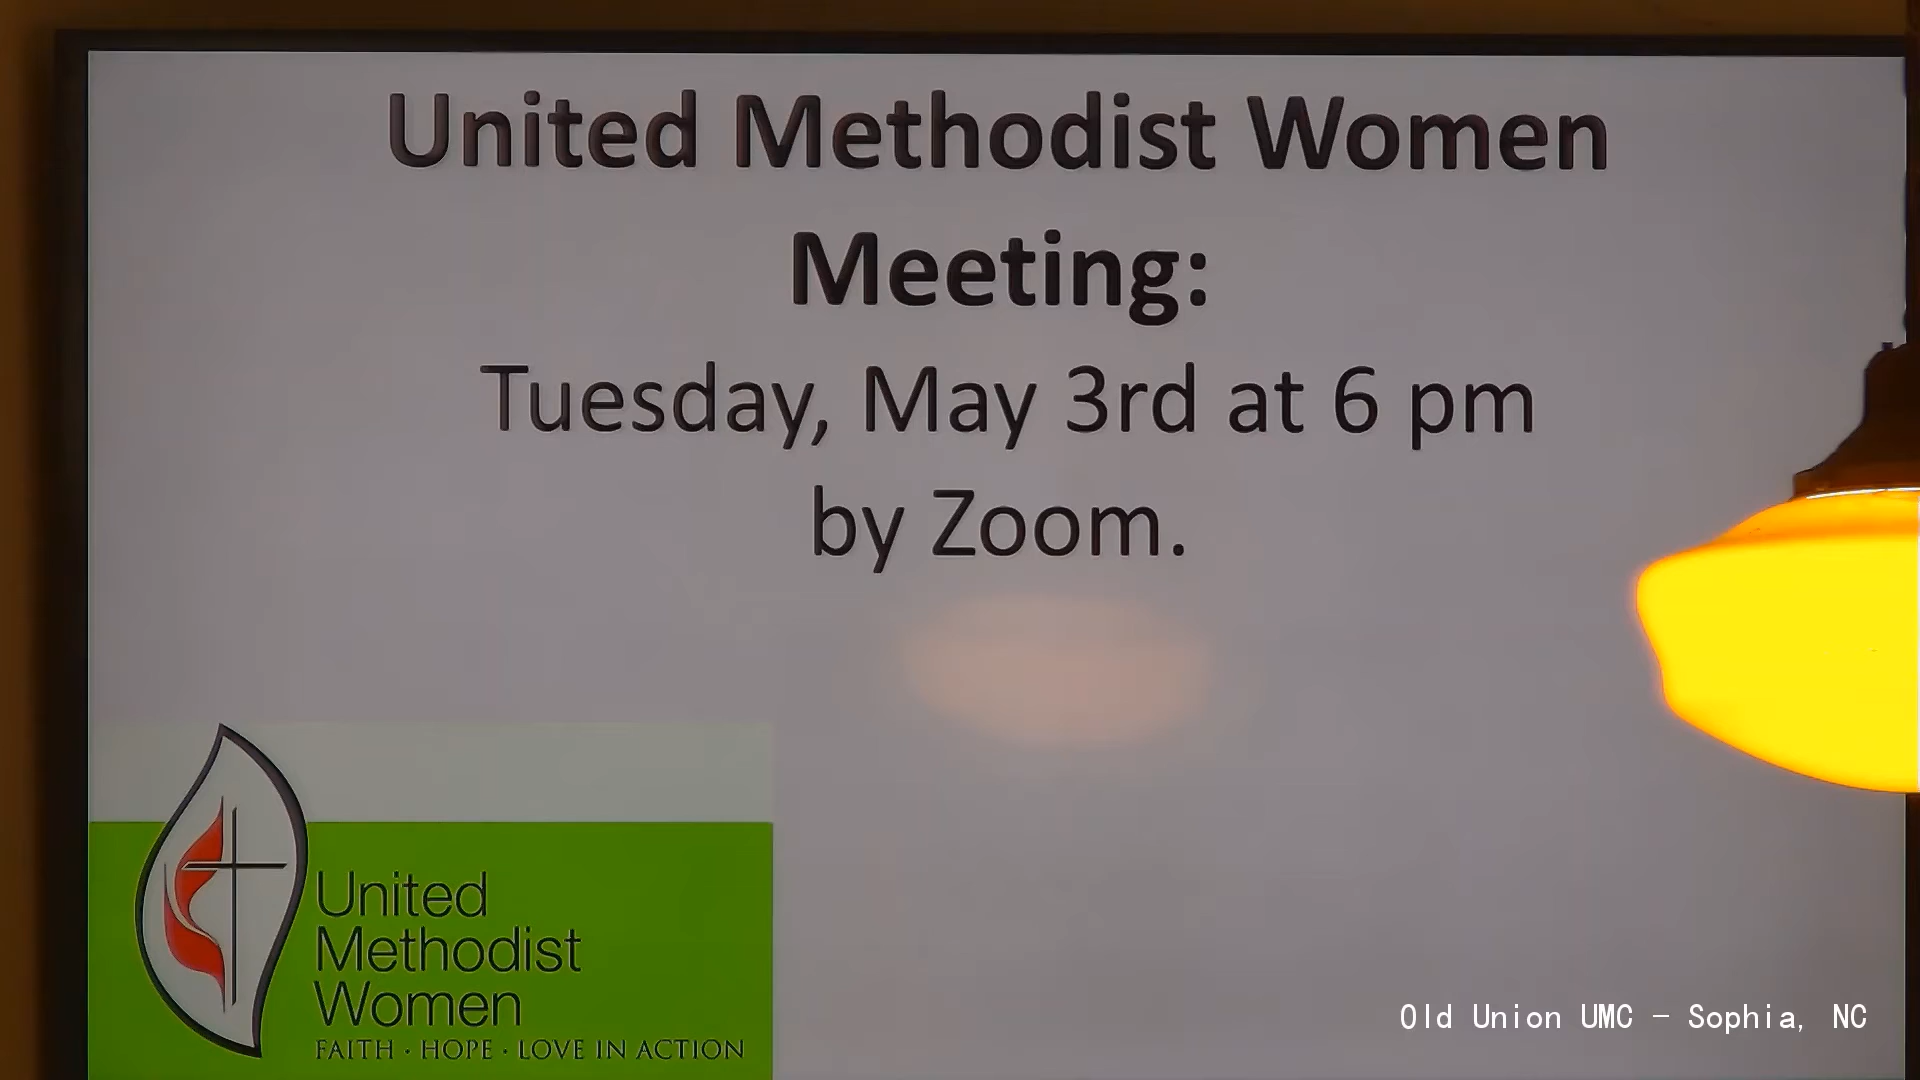 United Methodist Women
Meeting:
Tuesday, May 3rd at 6 pm
by Zoom.
United
Methodist
Women
FAITH · HOPE · LOVE IN ACTION
Old Union UMC - Sophia, NC